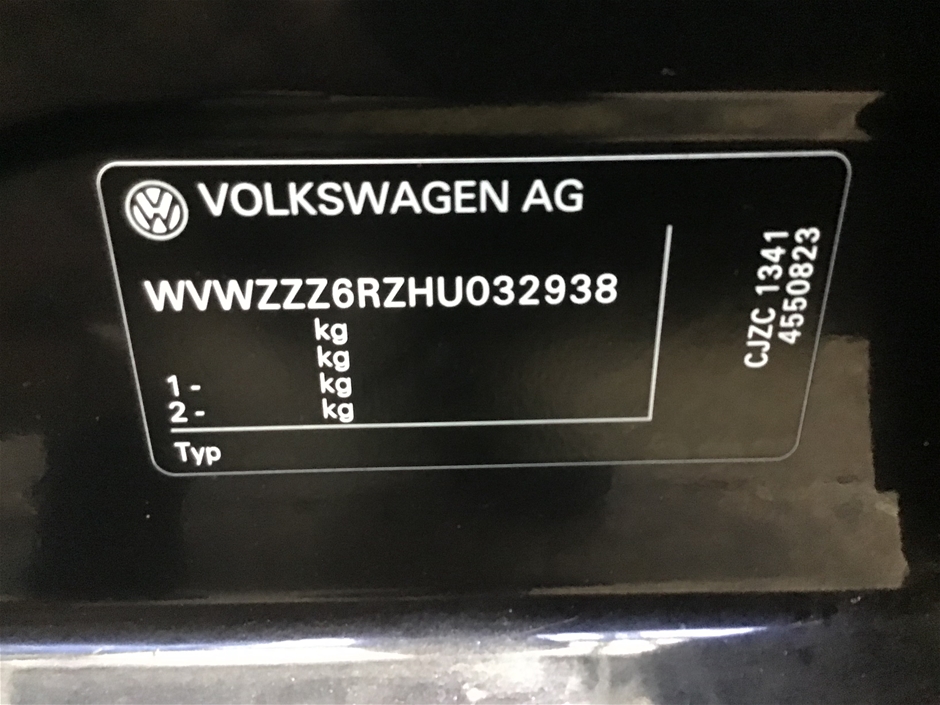 VOLKSWAGEN AG
WVWZZZ6RZHU032938
kg
kg
1- kg
2- kg
Typ
CJZC 1341
4550823